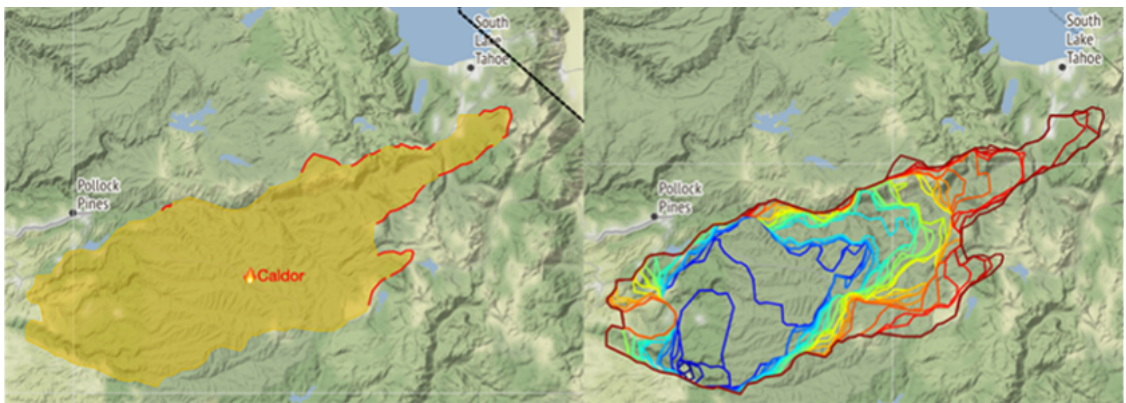 South
Lake
Tahoe
Pollock
Pines
Caldor
South
Lake
Tahoe
Pollock
Pines